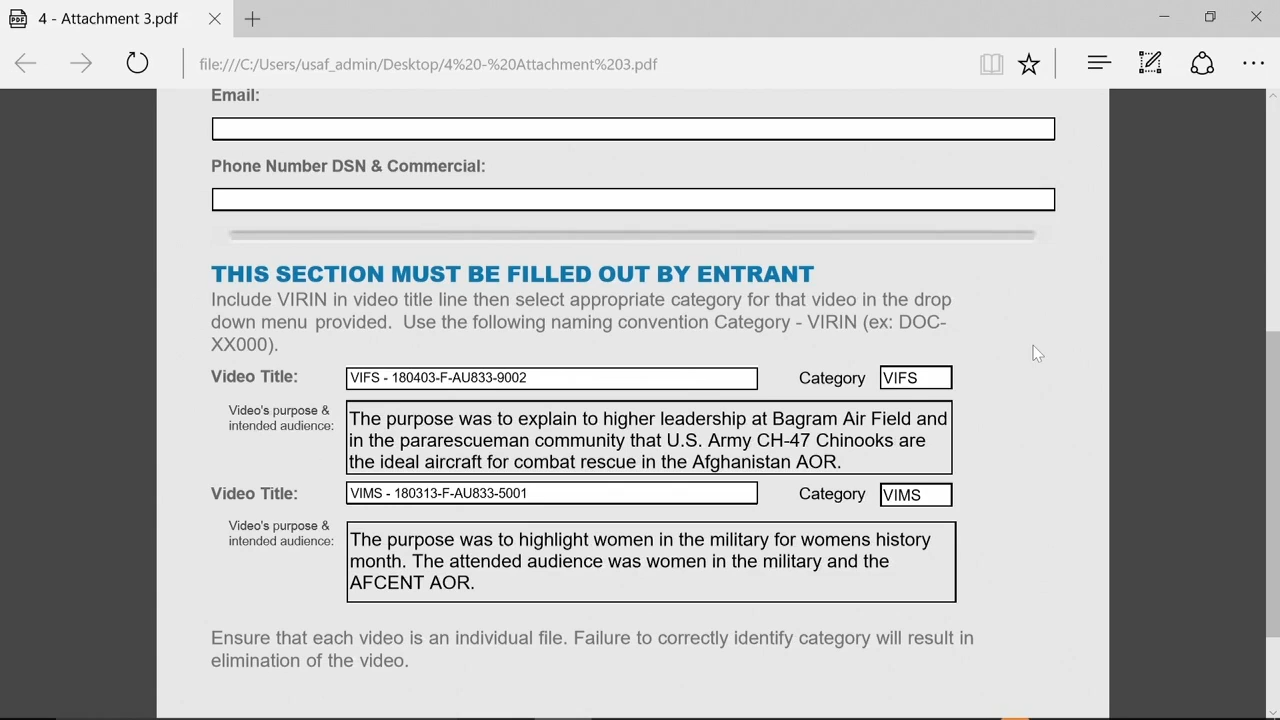 4 - Attachment 3.pdf
file:///C:/Users/usaf_admin/Desktop/4%20-%20Attachment%203.pdf
Email:
Phone Number DSN & Commercial:
THIS SECTION MUST BE FILLED OUT BY ENTRANT
Include VIRIN in video title line then select appropriate category for that video in the drop
down menu provided.  Use the following naming convention Category - VIRIN (ex: DOC-
XX000).
Video Title: VIFS - 180403-F-AU833-9002 Category VIFS
Video's purpose &
intended audience:
The purpose was to explain to higher leadership at Bagram Air Field and
in the pararescueman community that U.S. Army CH-47 Chinooks are
the ideal aircraft for combat rescue in the Afghanistan AOR.
Video Title: VIMS - 180313-F-AU833-5001 Category VIMS
Video's purpose &
intended audience:
The purpose was to highlight women in the military for womens history
month. The attended audience was women in the military and the
AFCENT AOR.
Ensure that each video is an individual file. Failure to correctly identify category will result in
elimination of the video.